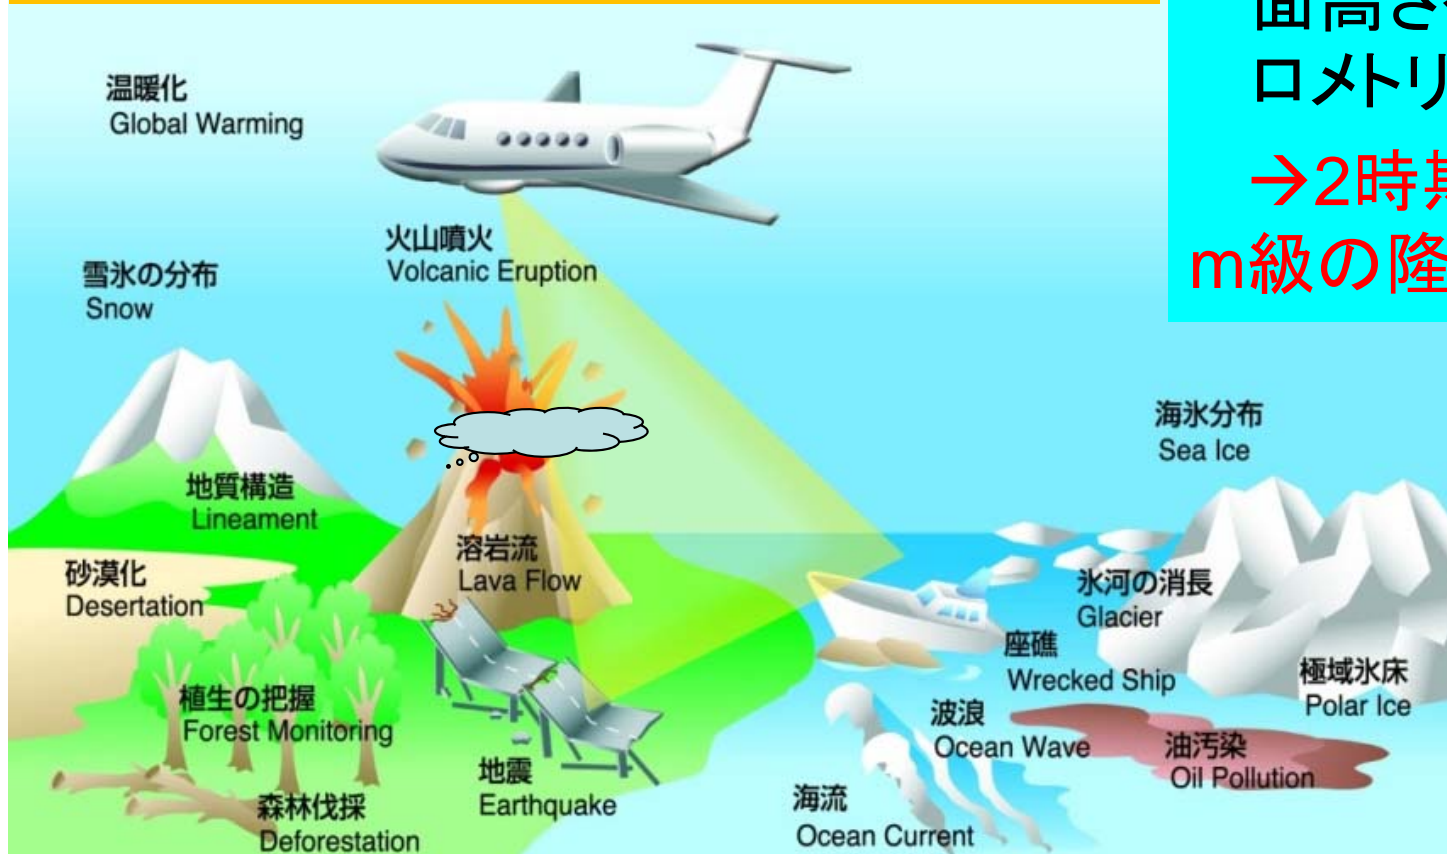 面高さ
ロメトリ
→2時期
m級の隆
温暖化
Global Warming
火山噴火
Volcanic Eruption
雪氷の分布
Snow
海氷分布
Sea Ice
地質構造
Lineament
溶岩流
Lava Flow
砂漠化
Desertation
氷河の消長
Glacier
座礁
Wrecked Ship
極域氷床
Polar Ice
植生の把握
Forest Monitoring
波浪
Ocean Wave
油汚染
Oil Pollution
地震
Earthquake
海流
Ocean Current
森林伐採
Deforestation